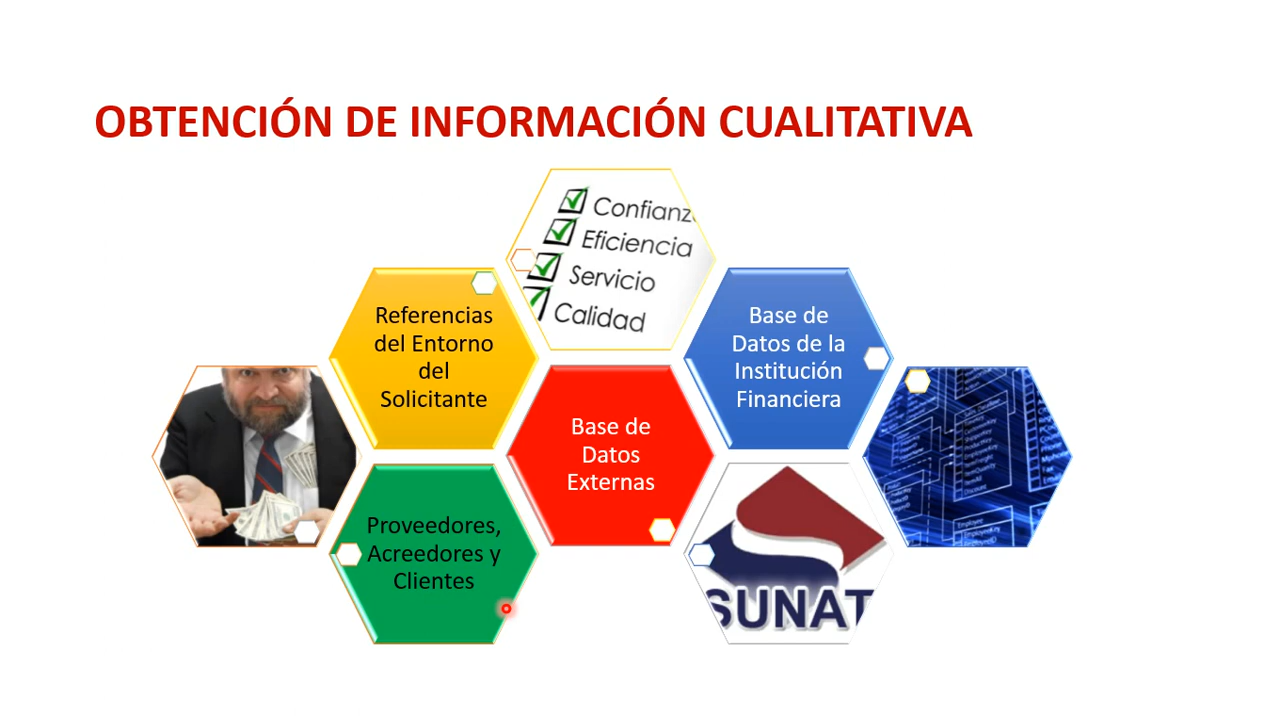 OBTENCIÓN DE INFORMACIÓN CUALITATIVA
Eficiencia
Servicio
Calidad
Referencias
del Entorno
del
Solicitante
Base de
Datos de la
Institución
Financiera
Base de
Datos
Externas
Proveedores,
Acreedores y
Clientes
SUNAT